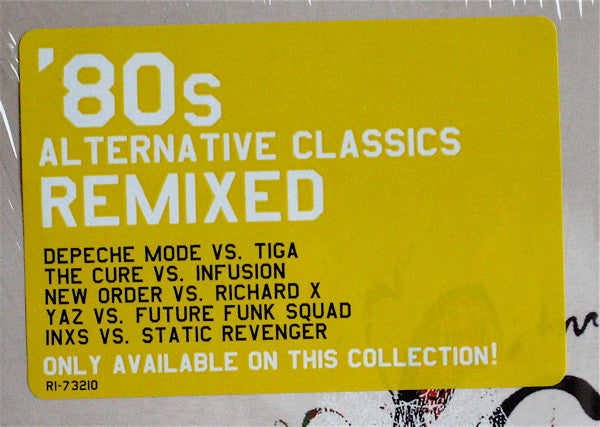 '80s
ALTERNATIVE CLASSICS
REMIXED
DEPECHE MODE VS. TIGA
THE CURE VS. INFUSION
NEW ORDER VS. RICHARD X
YAZ VS. FUTURE FUNK SQUAD
INXS VS. STATIC REVENGER
ONLY AVAILABLE ON THIS COLLECTION!
R1-73210